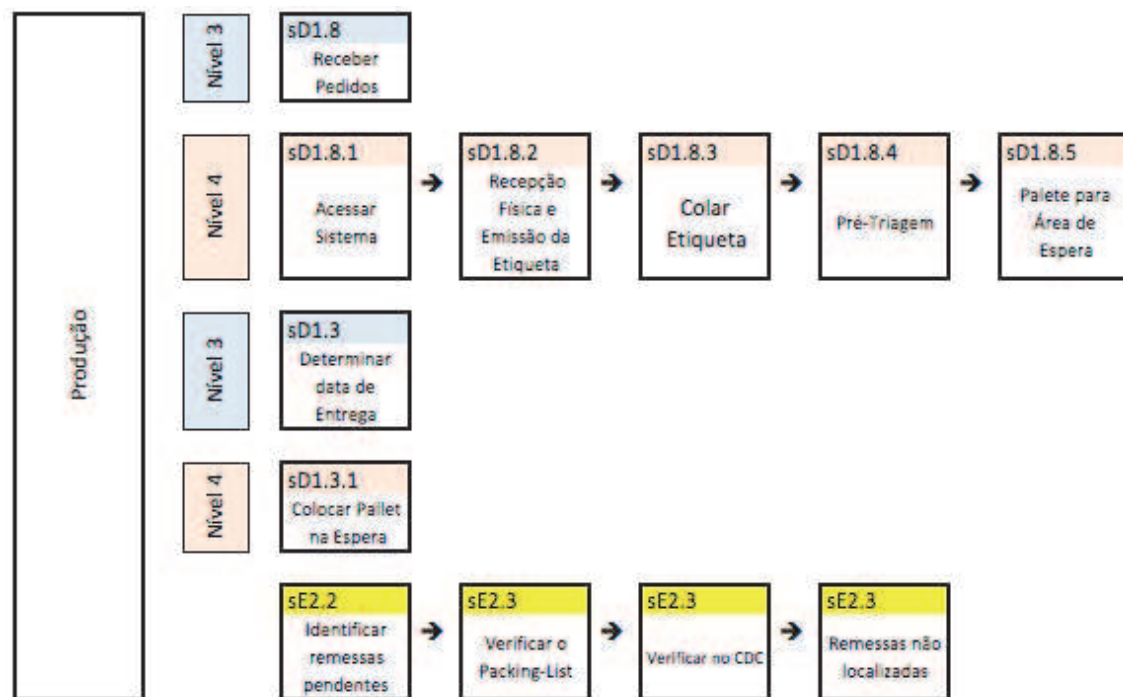 Produção
Nível 3
sD1.8
Receber
Pedidos
Nível 4
sD1.8.1
Acessar
Sistema
➔
sD1.8.2
Recepção
Física e
Emissão da
Etiqueta
➔
sD1.8.3
Colar
Etiqueta
➔
sD1.8.4
Pré-Triagem
➔
sD1.8.5
Palete para
Área de
Espera
Nível 3
sD1.3
Determinar
data de
Entrega
Nível 4
sD1.3.1
Colocar Pallet
na Espera
sE2.2
Identificar
remessas
pendentes
➔
sE2.3
Verificar o
Packing-List
➔
sE2.3
Verificar no CDC
➔
sE2.3
Remessas não
localizadas